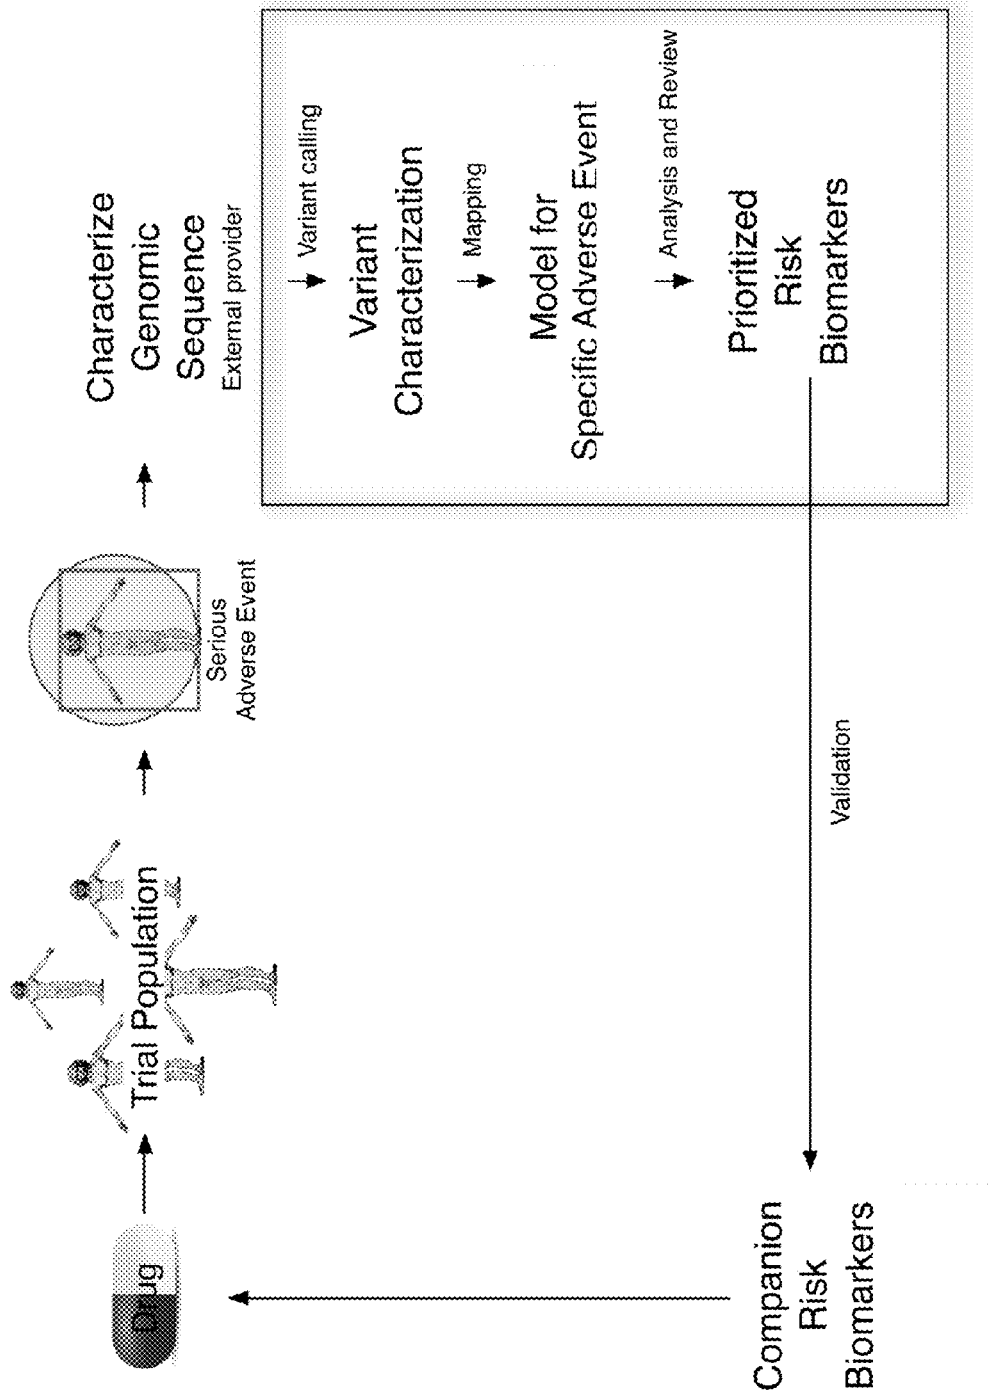 Drug
Trial Population
Serious
Adverse Event
Characterize
Genomic
Sequence
External provider
Variant calling
Variant
Characterization
Mapping
Model for
Specific Adverse Event
Analysis and Review
Prioritized
Risk
Biomarkers
Validation
Companion
Risk
Biomarkers